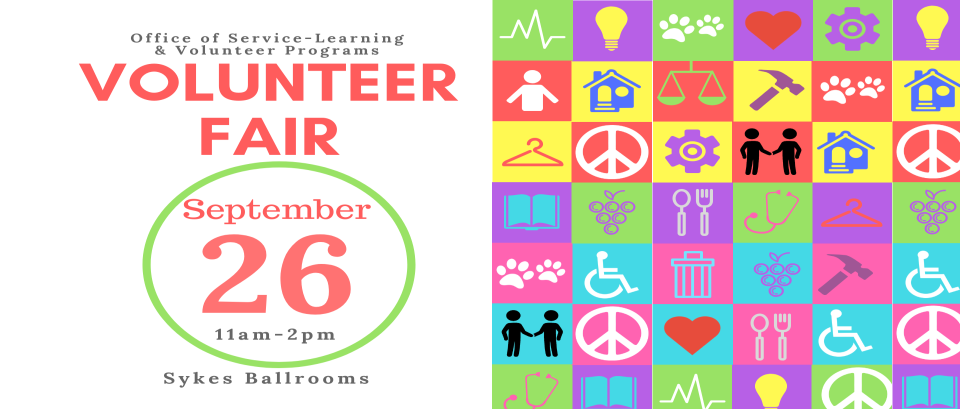 Office of Service-Learning
& Volunteer Programs
VOLUNTEER
FAIR
September
26
11am-2pm
Sykes Ballrooms